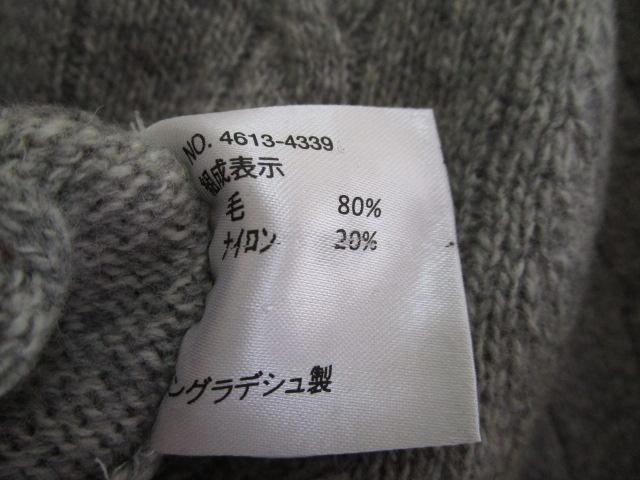 NO. 4613-4339
組成表示
毛 80%
ナイロン 20%
ングラデシュ製